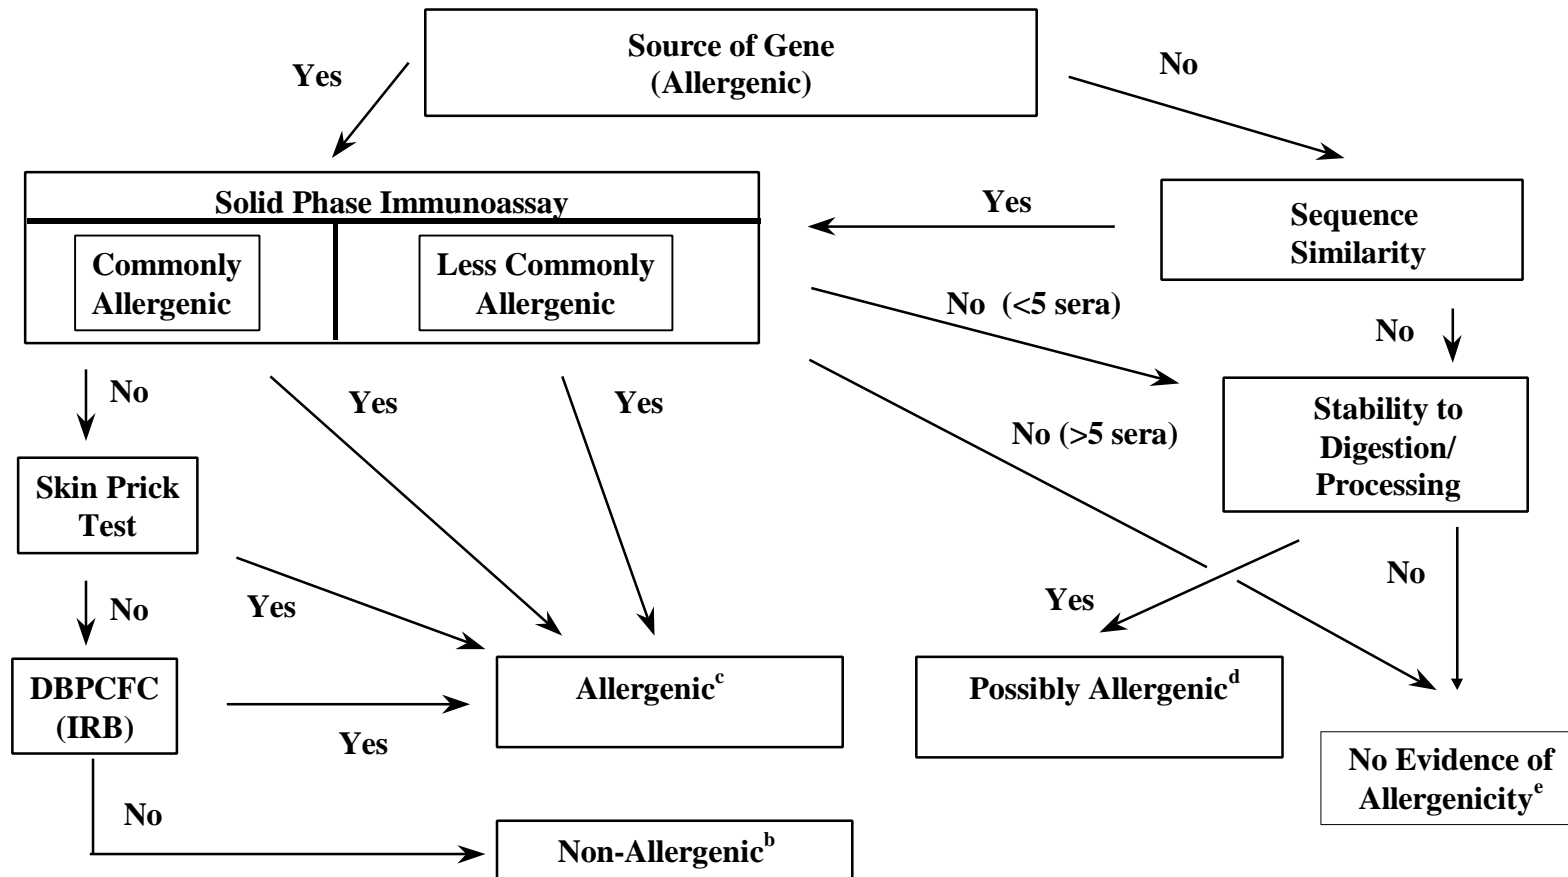 Source of Gene
(Allergenic)
Yes
No
Solid Phase Immunoassay
Commonly
Allergenic
Less Commonly
Allergenic
Yes
Sequence
Similarity
No (<5 sera)
No
No
Yes
Yes
No (>5 sera)
Stability to
Digestion/
Processing
Skin Prick
Test
No
Yes
Yes
No
DBPCFC
(IRB)
Yes
Allergenic^c
Possibly Allergenic^d
No Evidence of
Allergenicity^e
No
Non-Allergenic^b